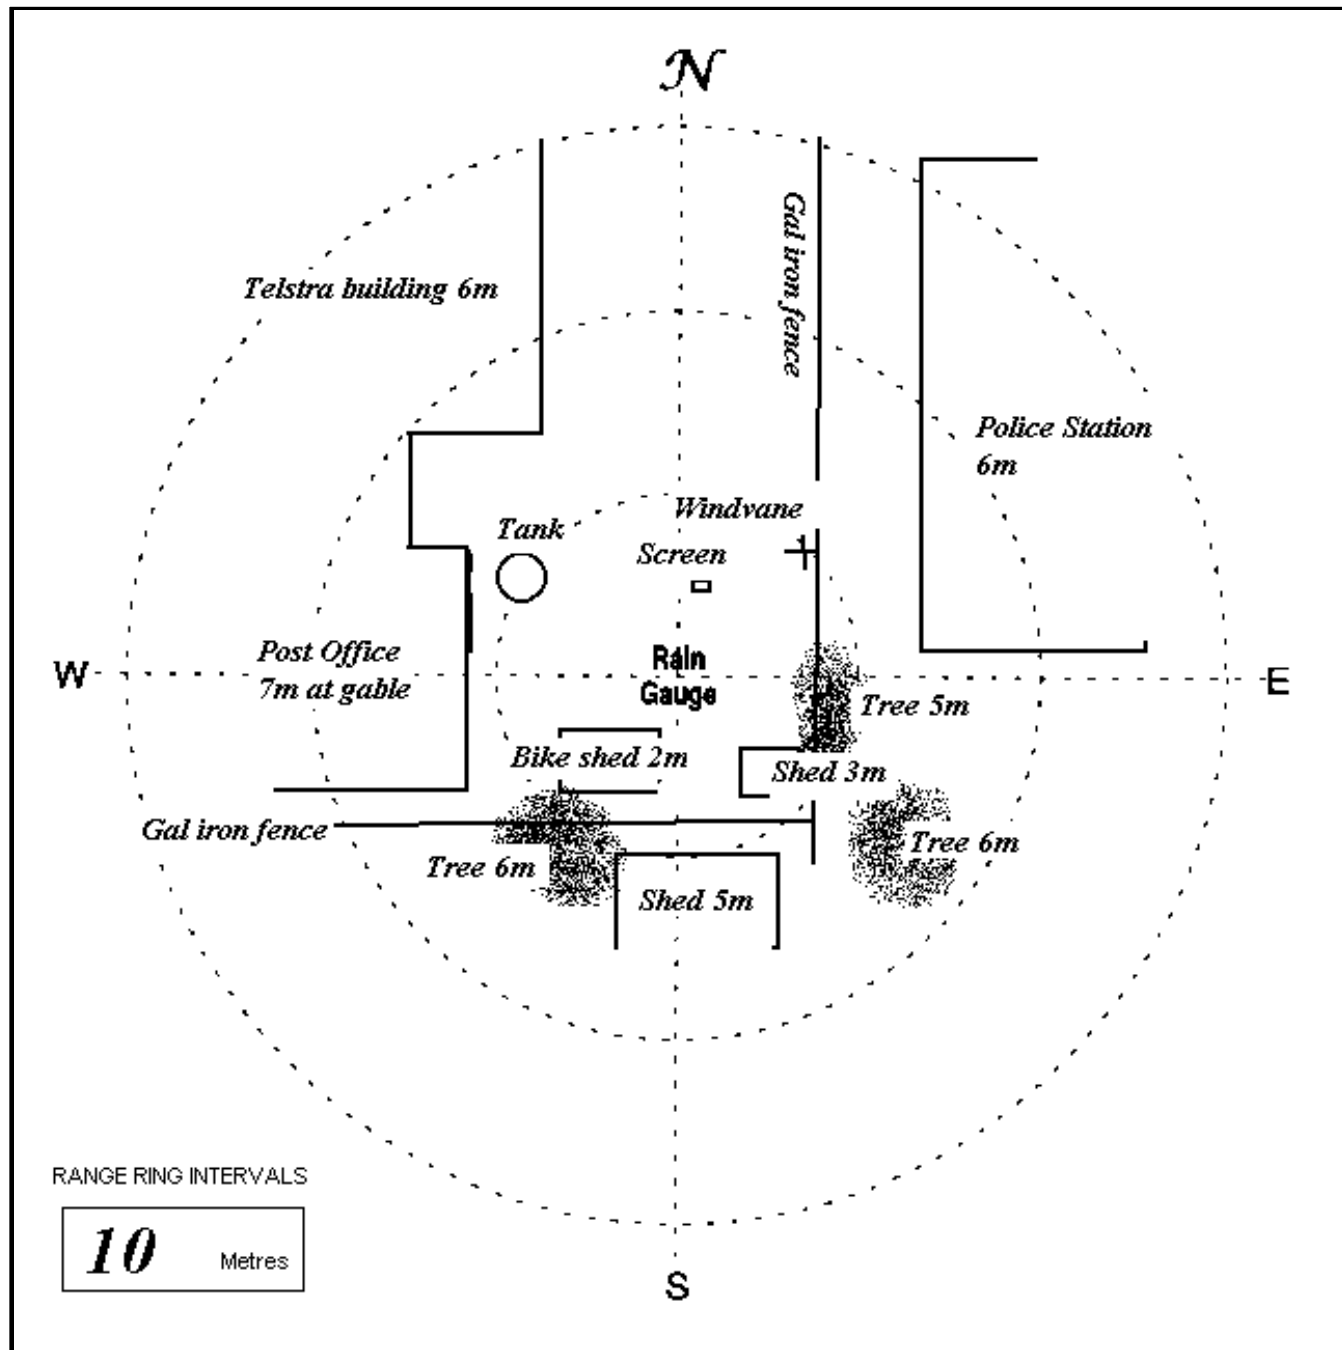 N
Gal iron fence
Telstra building 6m
Police Station
6m
Windvane
Tank
Screen
Post Office
7m at gable
W
Rain
Gauge
E
Tree 5m
Bike shed 2m
Shed 3m
Gal iron fence
Tree 6m
Tree 6m
Shed 5m
RANGE RING INTERVALS
10 Metres
S